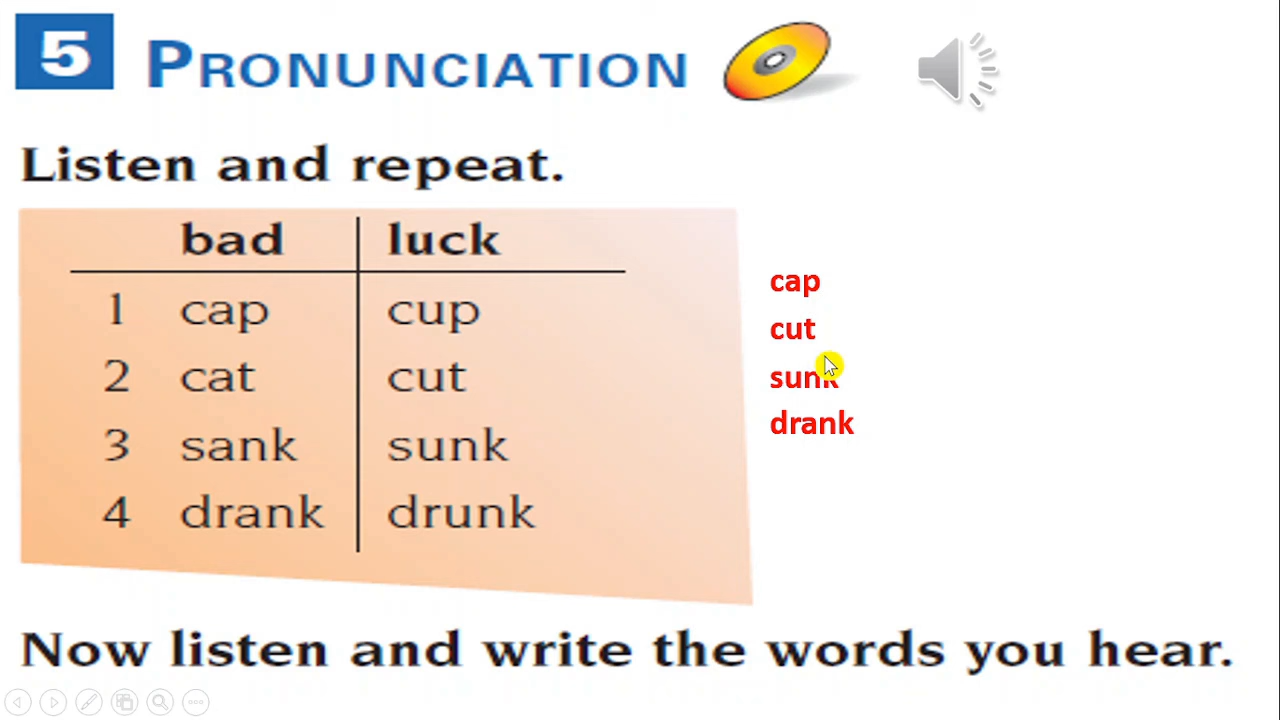 5 PRONUNCIATION
Listen and repeat.
bad luck
1 cap cup
2 cat cut
3 sank sunk
4 drank drunk
cap
cut
sunk
drank
Now listen and write the words you hear.